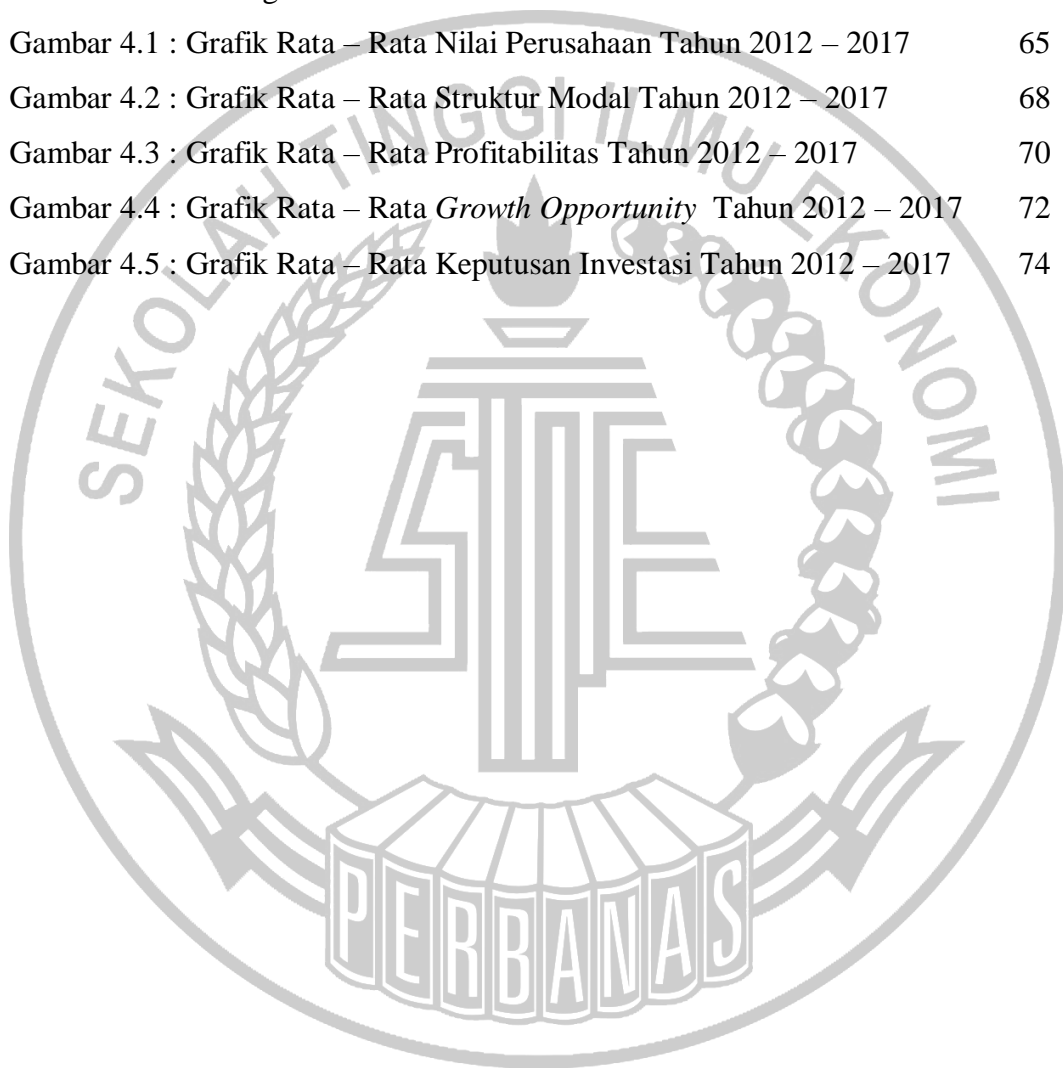 Gambar 4.1 : Grafik Rata – Rata Nilai Perusahaan Tahun 2012 – 2017 65
Gambar 4.2 : Grafik Rata – Rata Struktur Modal Tahun 2012 – 2017 68
Gambar 4.3 : Grafik Rata – Rata Profitabilitas Tahun 2012 – 2017 70
Gambar 4.4 : Grafik Rata – Rata Growth Opportunity Tahun 2012 – 2017 72
Gambar 4.5 : Grafik Rata – Rata Keputusan Investasi Tahun 2012 – 2017 74
SEKOLAH TINGGI ILMU EKONOMI
STIE
PERBANAS